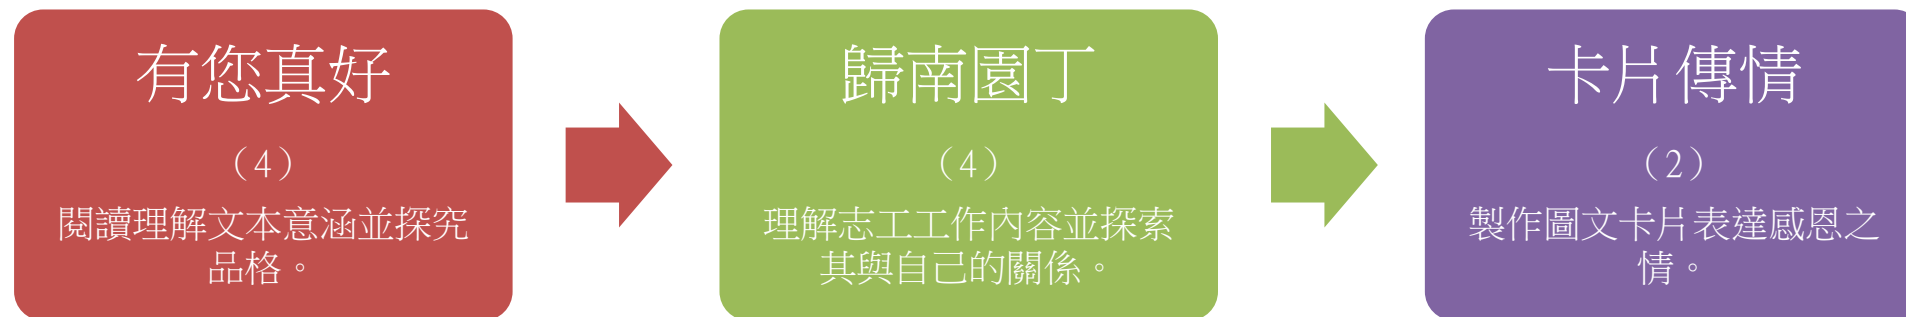 有您真好
（4）
閱讀理解文本意涵並探究
品格。
歸南園丁
（4）
理解志工工作內容並探索
其與自己的關係。
卡片傳情
（2）
製作圖文卡片表達感恩之
情。